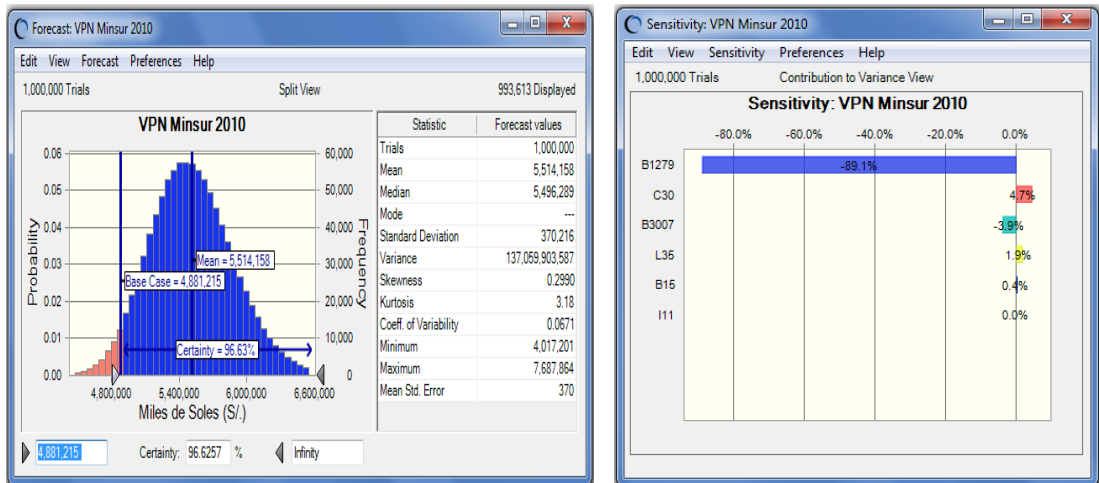 Forecast: VPN Minsur 2010
Edit View Forecast Preferences Help
1,000,000 Trials Split View 993,613 Displayed
VPN Minsur 2010
0.06
0.05
0.04
0.03
0.02
0.01
0.00
Probability
60,000
50,000
40,000
30,000
20,000
10,000
0
Frequency
Mean = 5,514,158
Base Case = 4,881,215
Certainty = 96.63%
4,800,000 5,400,000 6,000,000 6,600,000
Miles de Soles (S/.)
Statistic Forecast values
Trials 1,000,000
Mean 5,514,158
Median 5,496,289
Mode ---
Standard Deviation 370,216
Variance 137,059,903,587
Skewness 0.2990
Kurtosis 3.18
Coeff. of Variability 0.0671
Minimum 4,017,201
Maximum 7,687,864
Mean Std. Error 370
4,881,215 Certainty: 96.6257 % Infinity
Sensitivity: VPN Minsur 2010
Edit View Sensitivity Preferences Help
1,000,000 Trials Contribution to Variance View
Sensitivity: VPN Minsur 2010
-80.0% -60.0% -40.0% -20.0% 0.0%
B1279 -89.1%
C30 4.7%
B3007 -3.9%
L35 1.9%
B15 0.4%
I11 0.0%